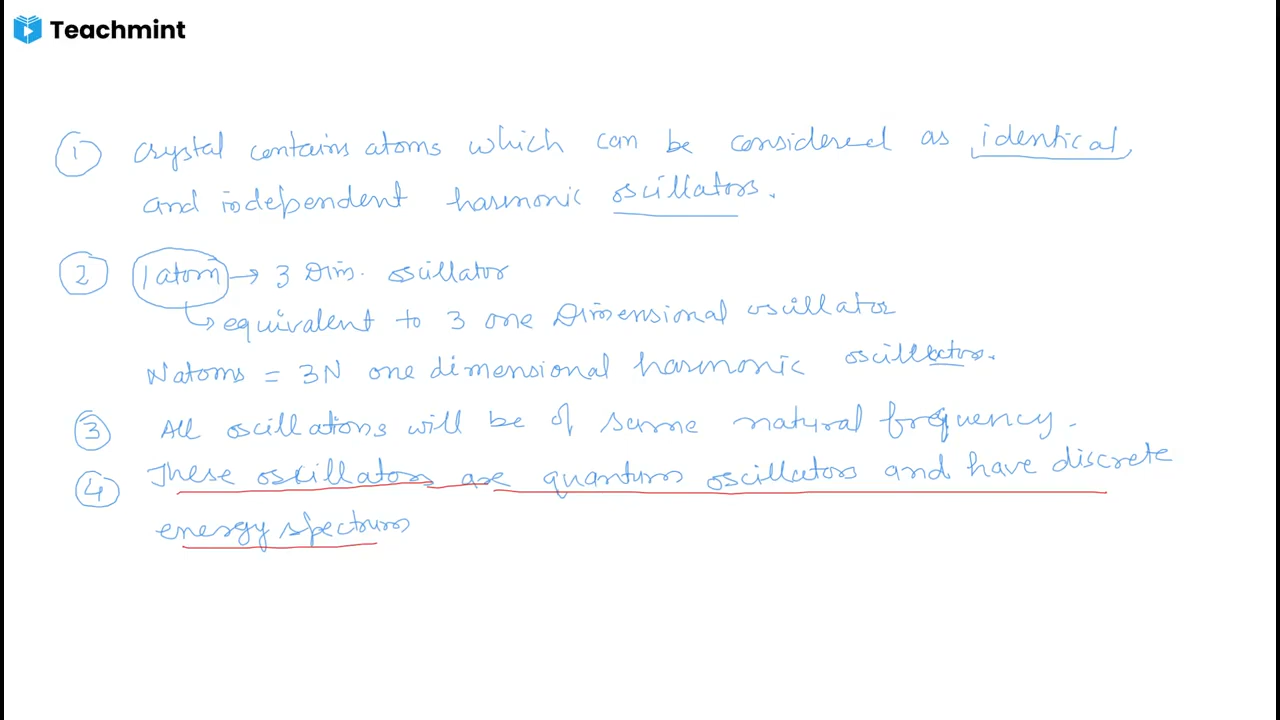 Teachmint
① crystal contains atoms which can be considered as identical
and independent harmonic oscillators.
② 1 atom → 3 Dim. oscillator
↳ equivalent to 3 one Dimensional oscillator
N atoms = 3N one dimensional harmonic oscillators.
③ All oscillations will be of same natural frequency.
④ These oscillators are quantum oscillators and have discrete
energy spectrum